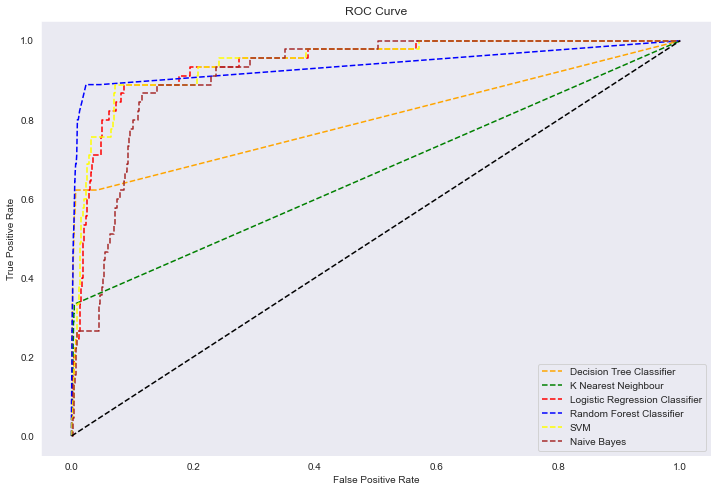 ROC Curve
1.0
0.8
0.6
0.4
0.2
0.0
True Positive Rate
0.0 0.2 0.4 0.6 0.8 1.0
False Positive Rate
Decision Tree Classifier
K Nearest Neighbour
Logistic Regression Classifier
Random Forest Classifier
SVM
Naive Bayes